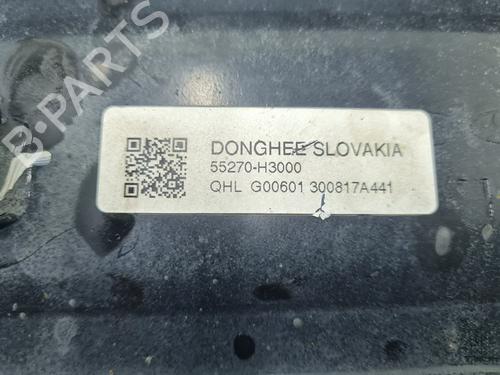 B-PARTS
DONGHEE SLOVAKIA
55270-H3000
QHL G00601 300817A441